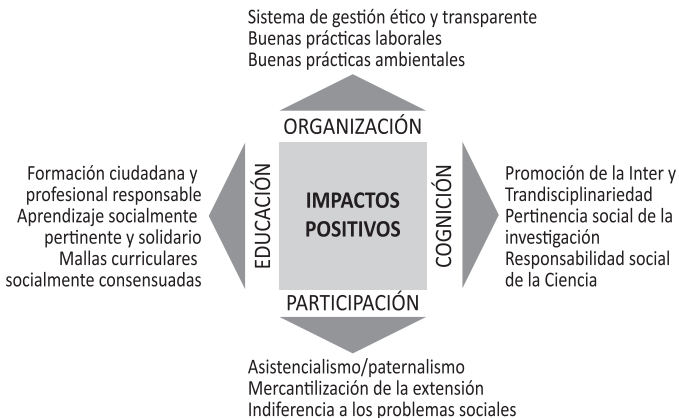 Sistema de gestión ético y transparente
Buenas prácticas laborales
Buenas prácticas ambientales
ORGANIZACIÓN
Formación ciudadana y
profesional responsable
Aprendizaje socialmente
pertinente y solidario
Mallas curriculares
socialmente consensuadas
EDUCACIÓN
IMPACTOS
POSITIVOS
COGNICIÓN
Promoción de la Inter y
Trandisciplinariedad
Pertinencia social de la
investigación
Responsabilidad social
de la Ciencia
PARTICIPACIÓN
Asistencialismo/paternalismo
Mercantilización de la extensión
Indiferencia a los problemas sociales